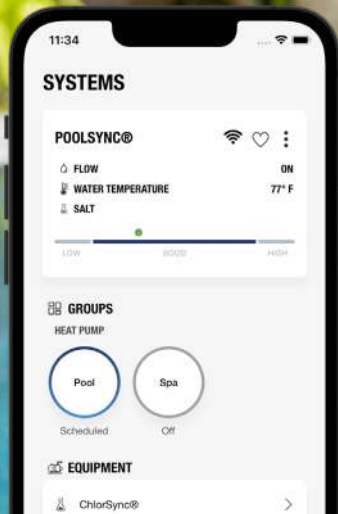 11:34
SYSTEMS
POOLSYNC®
FLOW ON
WATER TEMPERATURE 77° F
SALT
LOW GOOD HIGH
GROUPS
HEAT PUMP
Pool Spa
Scheduled Off
EQUIPMENT
ChlorSync®